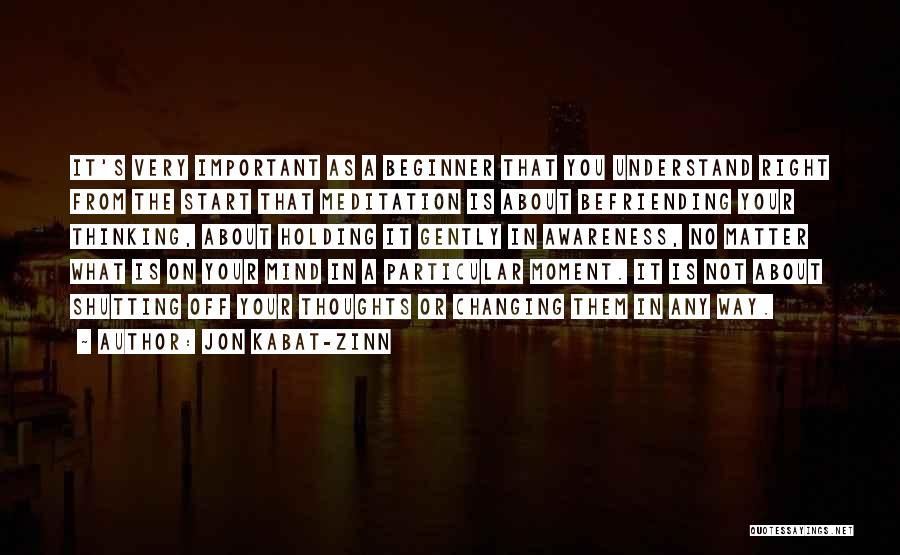 IT'S VERY IMPORTANT AS A BEGINNER THAT YOU UNDERSTAND RIGHT
FROM THE START THAT MEDITATION IS ABOUT BEFRIENDING YOUR
THINKING, ABOUT HOLDING IT GENTLY IN AWARENESS, NO MATTER
WHAT IS ON YOUR MIND IN A PARTICULAR MOMENT. IT IS NOT ABOUT
SHUTTING OFF YOUR THOUGHTS OR CHANGING THEM IN ANY WAY.
~ AUTHOR: JON KABAT-ZINN
QUOTESSAYINGS.NET